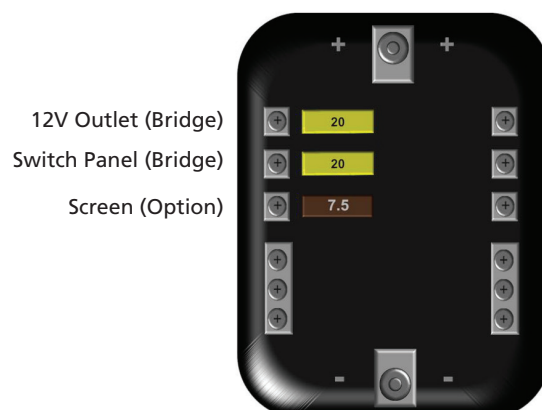 + +
12V Outlet (Bridge) 20
Switch Panel (Bridge) 20
Screen (Option) 7.5
- -